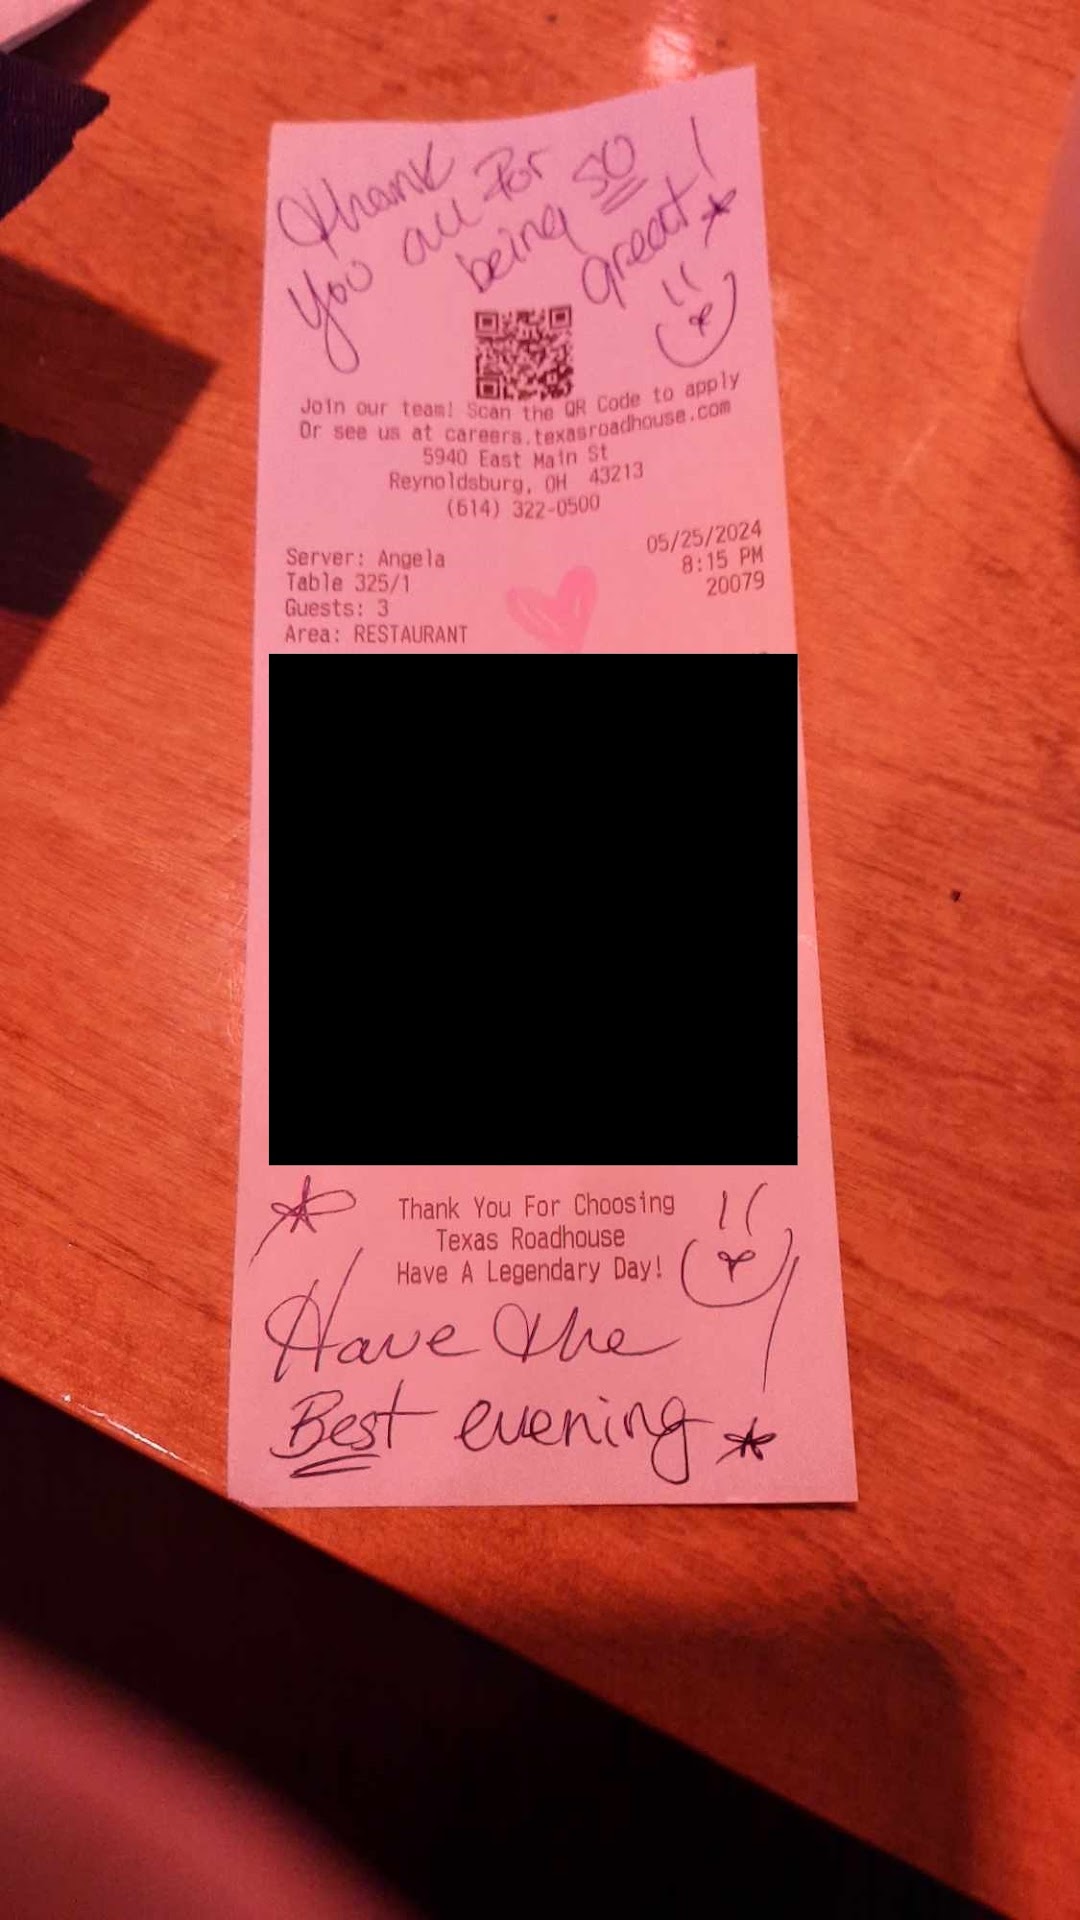 Thank
you all for
being so
great!
Join our team! Scan the QR Code to apply
Or see us at careers.texasroadhouse.com
5940 East Main St
Reynoldsburg, OH 43213
(614) 322-0500
05/25/2024
Server: Angela 8:15 PM
Table 325/1 20079
Guests: 3
Area: RESTAURANT
Thank You For Choosing
Texas Roadhouse
Have A Legendary Day!
Have the
Best evening